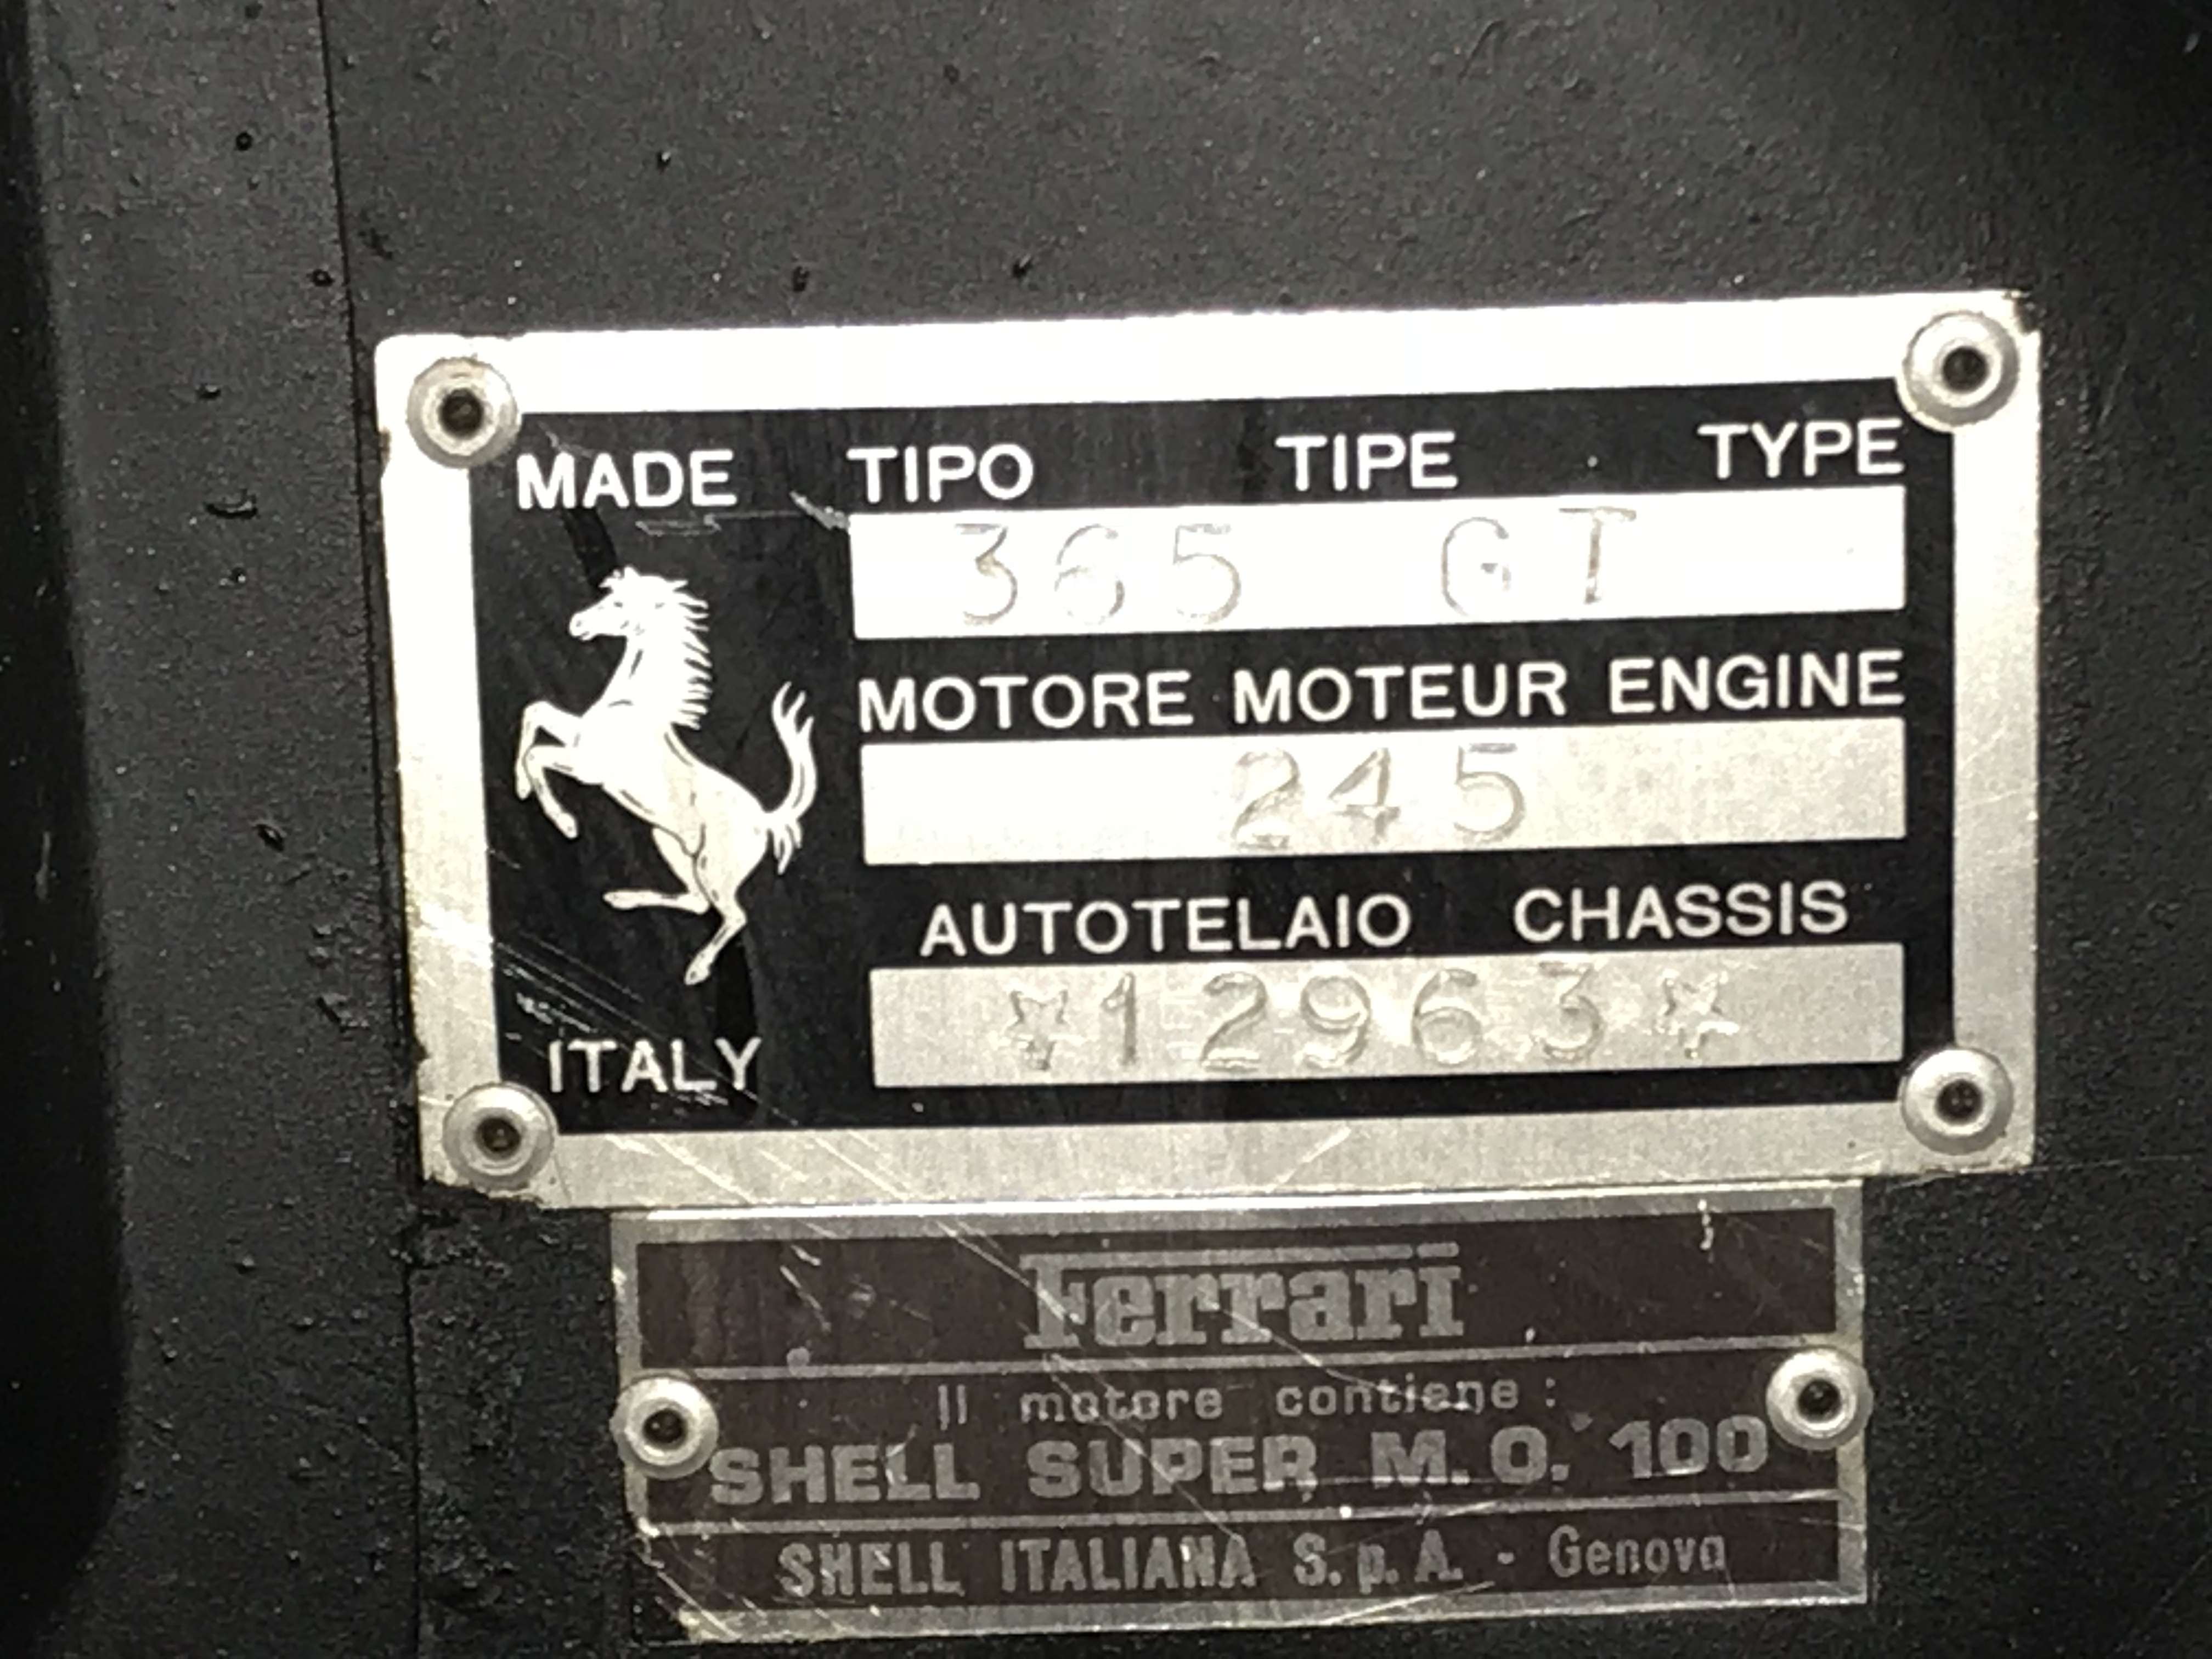 MADE TIPO TIPE TYPE
365 GT
MOTORE MOTEUR ENGINE
245
AUTOTELAIO CHASSIS
☆12963☆
ITALY
Ferrari
Il motore contiene :
SHELL SUPER M. O. 100
SHELL ITALIANA S.p.A. - Genova